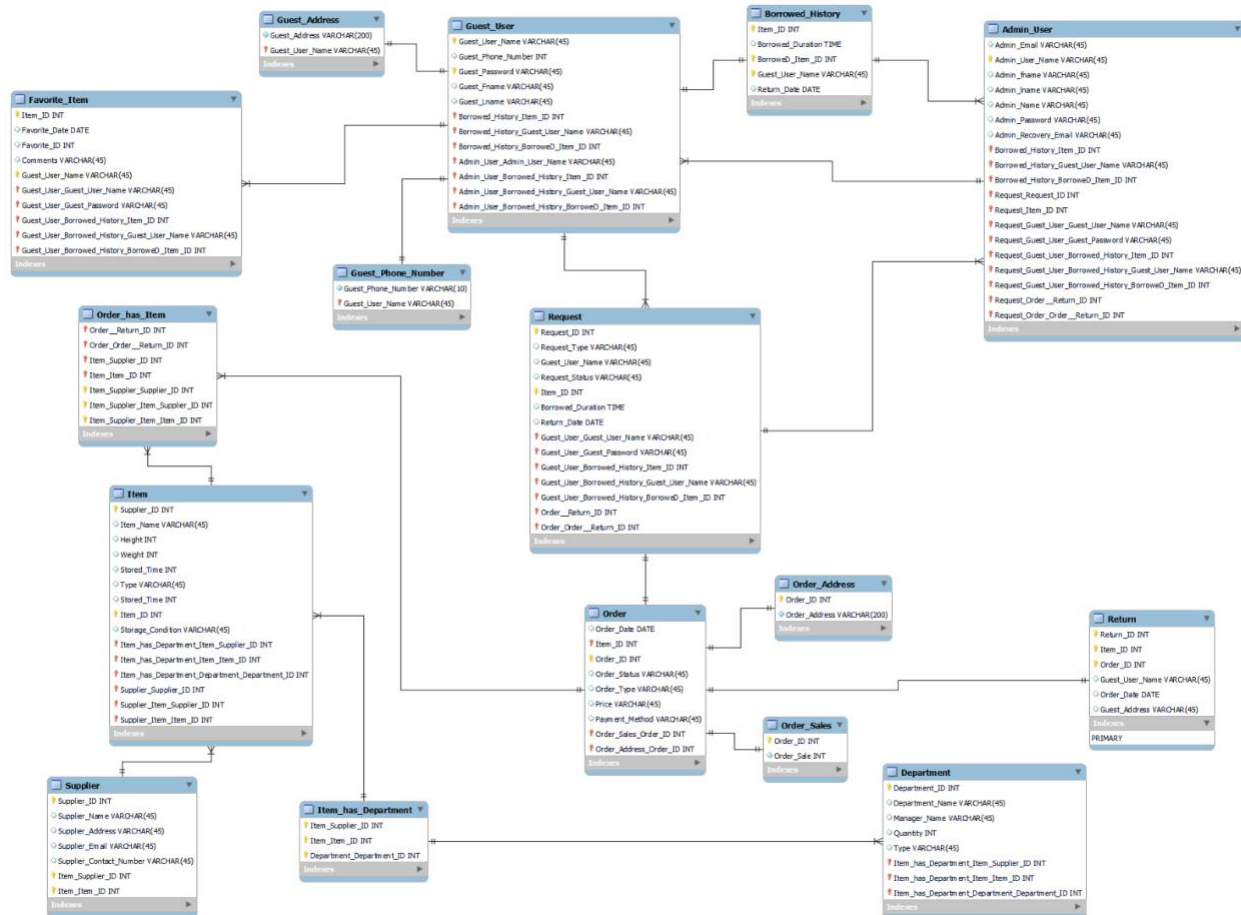 Guest_Address
Guest_Address VARCHAR(200)
Guest_User_Name VARCHAR(45)
Indexes
Guest_User
Guest_User_Name VARCHAR(45)
Guest_Phone_Number INT
Guest_Password VARCHAR(45)
Guest_Fname VARCHAR(45)
Guest_Lname VARCHAR(45)
Borrowed_History_Item_ID INT
Borrowed_History_Guest_User_Name VARCHAR(45)
Borrowed_History_BorroweD_Item_ID INT
Admin_User_Admin_User_Name VARCHAR(45)
Admin_User_Borrowed_History_Item_ID INT
Admin_User_Borrowed_History_Guest_User_Name VARCHAR(45)
Admin_User_Borrowed_History_BorroweD_Item_ID INT
Indexes
Borrowed_History
Item_ID INT
Borrowed_Duration TIME
BorroweD_Item_ID INT
Guest_User_Name VARCHAR(45)
Return_Date DATE
Indexes
Admin_User
Admin_Email VARCHAR(45)
Admin_User_Name VARCHAR(45)
Admin_fname VARCHAR(45)
Admin_lname VARCHAR(45)
Admin_Name VARCHAR(45)
Admin_Password VARCHAR(45)
Admin_Recovery_Email VARCHAR(45)
Borrowed_History_Item_ID INT
Borrowed_History_Guest_User_Name VARCHAR(45)
Borrowed_History_BorroweD_Item_ID INT
Request_Request_ID INT
Request_Item_ID INT
Request_Guest_User_Guest_User_Name VARCHAR(45)
Request_Guest_User_Guest_Password VARCHAR(45)
Request_Guest_User_Borrowed_History_Item_ID INT
Request_Guest_User_Borrowed_History_Guest_User_Name VARCHAR(45)
Request_Guest_User_Borrowed_History_BorroweD_Item_ID INT
Request_Order__Return_ID INT
Request_Order_Order__Return_ID INT
Indexes
Favorite_Item
Item_ID INT
Favorite_Date DATE
Favorite_ID INT
Comments VARCHAR(45)
Guest_User_Name VARCHAR(45)
Guest_User_Guest_User_Name VARCHAR(45)
Guest_User_Guest_Password VARCHAR(45)
Guest_User_Borrowed_History_Item_ID INT
Guest_User_Borrowed_History_Guest_User_Name VARCHAR(45)
Guest_User_Borrowed_History_BorroweD_Item_ID INT
Indexes
Guest_Phone_Number
Guest_Phone_Number VARCHAR(10)
Guest_User_Name VARCHAR(45)
Indexes
Order_has_Item
Order__Return_ID INT
Order_Order__Return_ID INT
Item_Supplier_ID INT
Item_Item_ID INT
Item_Supplier_Supplier_ID INT
Item_Supplier_Item_Supplier_ID INT
Item_Supplier_Item_Item_ID INT
Indexes
Request
Request_ID INT
Request_Type VARCHAR(45)
Guest_User_Name VARCHAR(45)
Request_Status VARCHAR(45)
Item_ID INT
Borrowed_Duration TIME
Return_Date DATE
Guest_User_Guest_User_Name VARCHAR(45)
Guest_User_Guest_Password VARCHAR(45)
Guest_User_Borrowed_History_Item_ID INT
Guest_User_Borrowed_History_Guest_User_Name VARCHAR(45)
Guest_User_Borrowed_History_BorroweD_Item_ID INT
Order__Return_ID INT
Order_Order__Return_ID INT
Indexes
Item
Supplier_ID INT
Item_Name VARCHAR(45)
Height INT
Weight INT
Stored_Time INT
Type VARCHAR(45)
Stored_Time INT
Item_ID INT
Storage_Condition VARCHAR(45)
Item_has_Department_Item_Supplier_ID INT
Item_has_Department_Item_Item_ID INT
Item_has_Department_Department_Department_ID INT
Supplier_Supplier_ID INT
Supplier_Item_Supplier_ID INT
Supplier_Item_Item_ID INT
Indexes
Order_Address
Order_ID INT
Order_Address VARCHAR(200)
Indexes
Order
Order_Date DATE
Item_ID INT
Order_ID INT
Order_Status VARCHAR(45)
Order_Type VARCHAR(45)
Price VARCHAR(45)
Payment_Method VARCHAR(45)
Order_Sales_Order_ID INT
Order_Address_Order_ID INT
Indexes
Return
Return_ID INT
Item_ID INT
Order_ID INT
Guest_User_Name VARCHAR(45)
Order_Date DATE
Guest_Address VARCHAR(45)
Indexes
PRIMARY
Order_Sales
Order_ID INT
Order_Sale INT
Indexes
Supplier
Supplier_ID INT
Supplier_Name VARCHAR(45)
Supplier_Address VARCHAR(45)
Supplier_Email VARCHAR(45)
Supplier_Contact_Number VARCHAR(45)
Item_Supplier_ID INT
Item_Item_ID INT
Indexes
Item_has_Department
Item_Supplier_ID INT
Item_Item_ID INT
Department_Department_ID INT
Indexes
Department
Department_ID INT
Department_Name VARCHAR(45)
Manager_Name VARCHAR(45)
Quantity INT
Type VARCHAR(45)
Item_has_Department_Item_Supplier_ID INT
Item_has_Department_Item_Item_ID INT
Item_has_Department_Department_Department_ID INT
Indexes